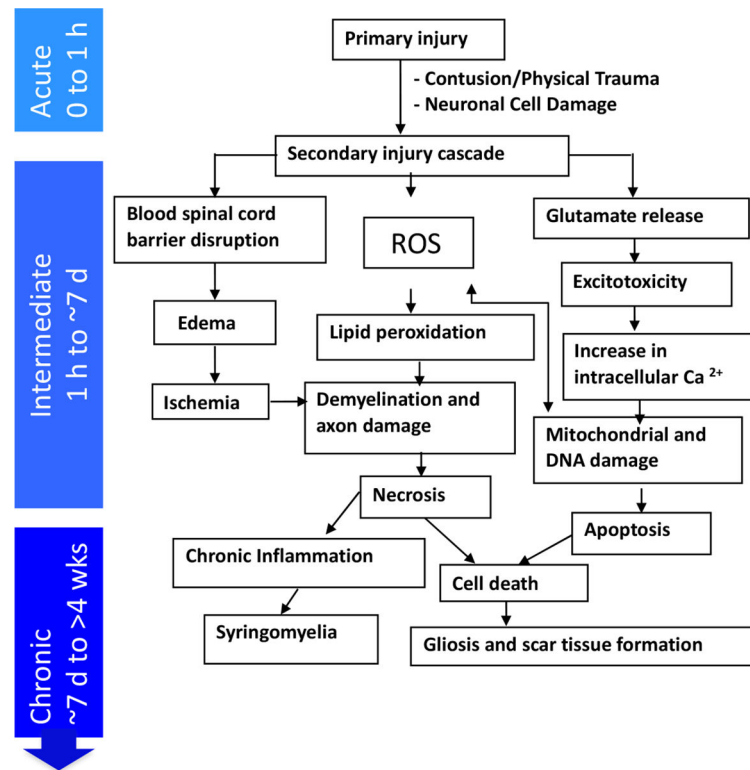 Acute
0 to 1 h
Primary injury
- Contusion/Physical Trauma
- Neuronal Cell Damage
Secondary injury cascade
Intermediate
1 h to ~7 d
Blood spinal cord
barrier disruption
ROS
Glutamate release
Edema
Excitotoxicity
Lipid peroxidation
Increase in
intracellular Ca 2+
Ischemia
Demyelination and
axon damage
Mitochondrial and
DNA damage
Necrosis
Chronic
~7 d to >4 wks
Apoptosis
Chronic Inflammation
Cell death
Syringomyelia
Gliosis and scar tissue formation